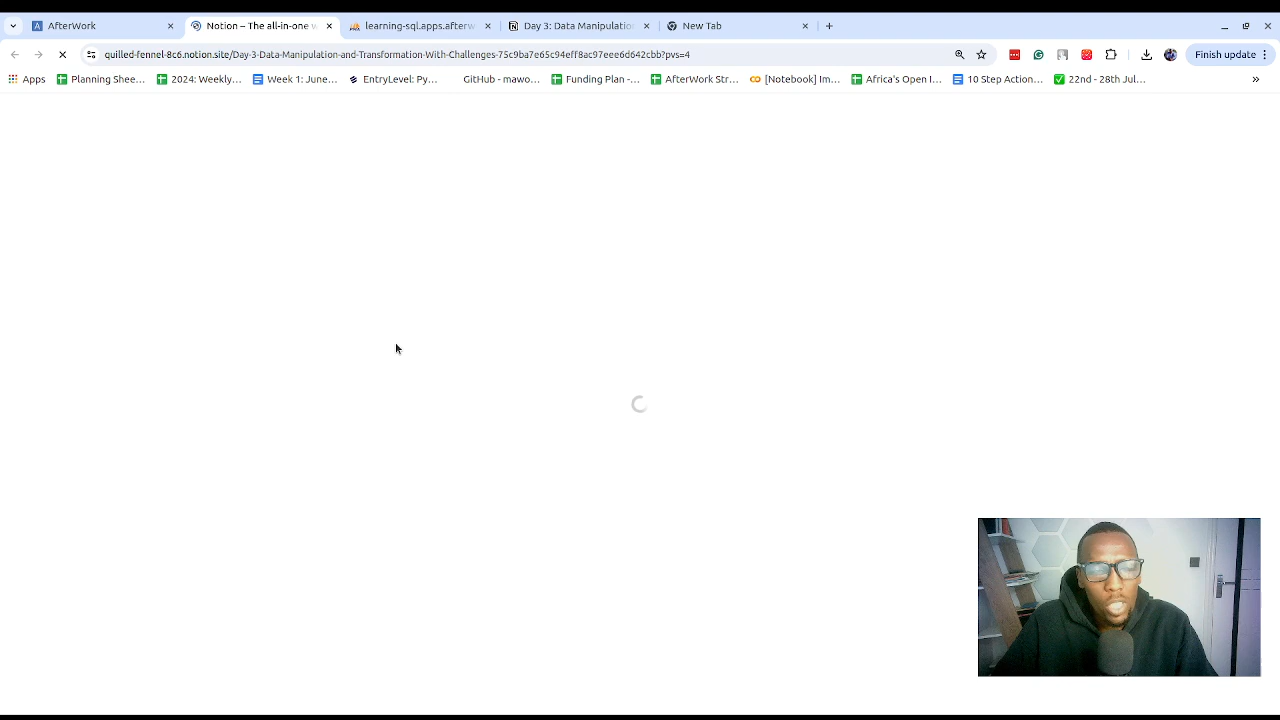 AfterWork
Notion – The all-in-one w
learning-sql.apps.afterw
Day 3: Data Manipulatio
New Tab
quilled-fennel-8c6.notion.site/Day-3-Data-Manipulation-and-Transformation-With-Challenges-75c9ba7e65c94eff8ac97eee6d642cbb?pvs=4
Finish update
Apps
Planning Shee...
2024: Weekly...
Week 1: June...
EntryLevel: Py...
GitHub - mawo...
Funding Plan -...
AfterWork Str...
[Notebook] Im...
Africa's Open I...
10 Step Action...
22nd - 28th Jul...